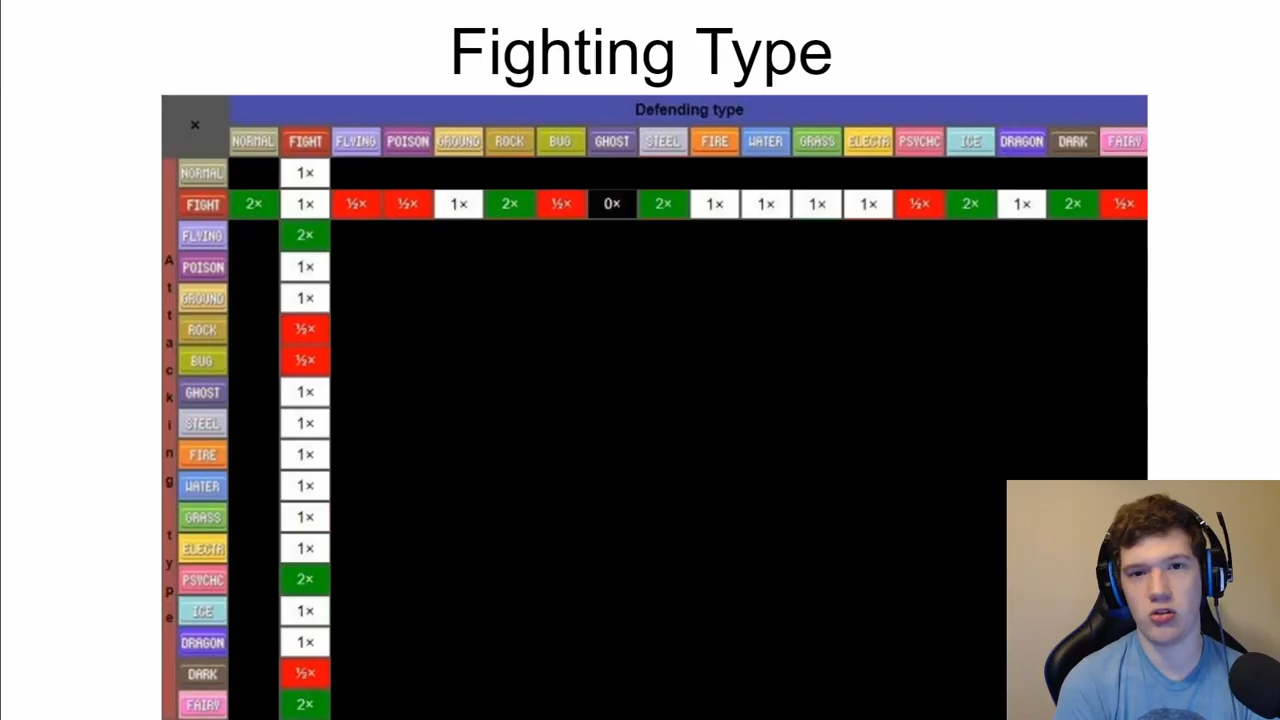 Fighting Type
Defending type
×
NORMAL FIGHT FLYING POISON GROUND ROCK BUG GHOST STEEL FIRE WATER GRASS ELECTR PSYCHC ICE DRAGON DARK FAIRY
Attacking type
NORMAL 1×
FIGHT 2× 1× ½× ½× 1× 2× ½× 0× 2× 1× 1× 1× 1× ½× 2× 1× 2× ½×
FLYING 2×
POISON 1×
GROUND 1×
ROCK ½×
BUG ½×
GHOST 1×
STEEL 1×
FIRE 1×
WATER 1×
GRASS 1×
ELECTR 1×
PSYCHC 2×
ICE 1×
DRAGON 1×
DARK ½×
FAIRY 2×